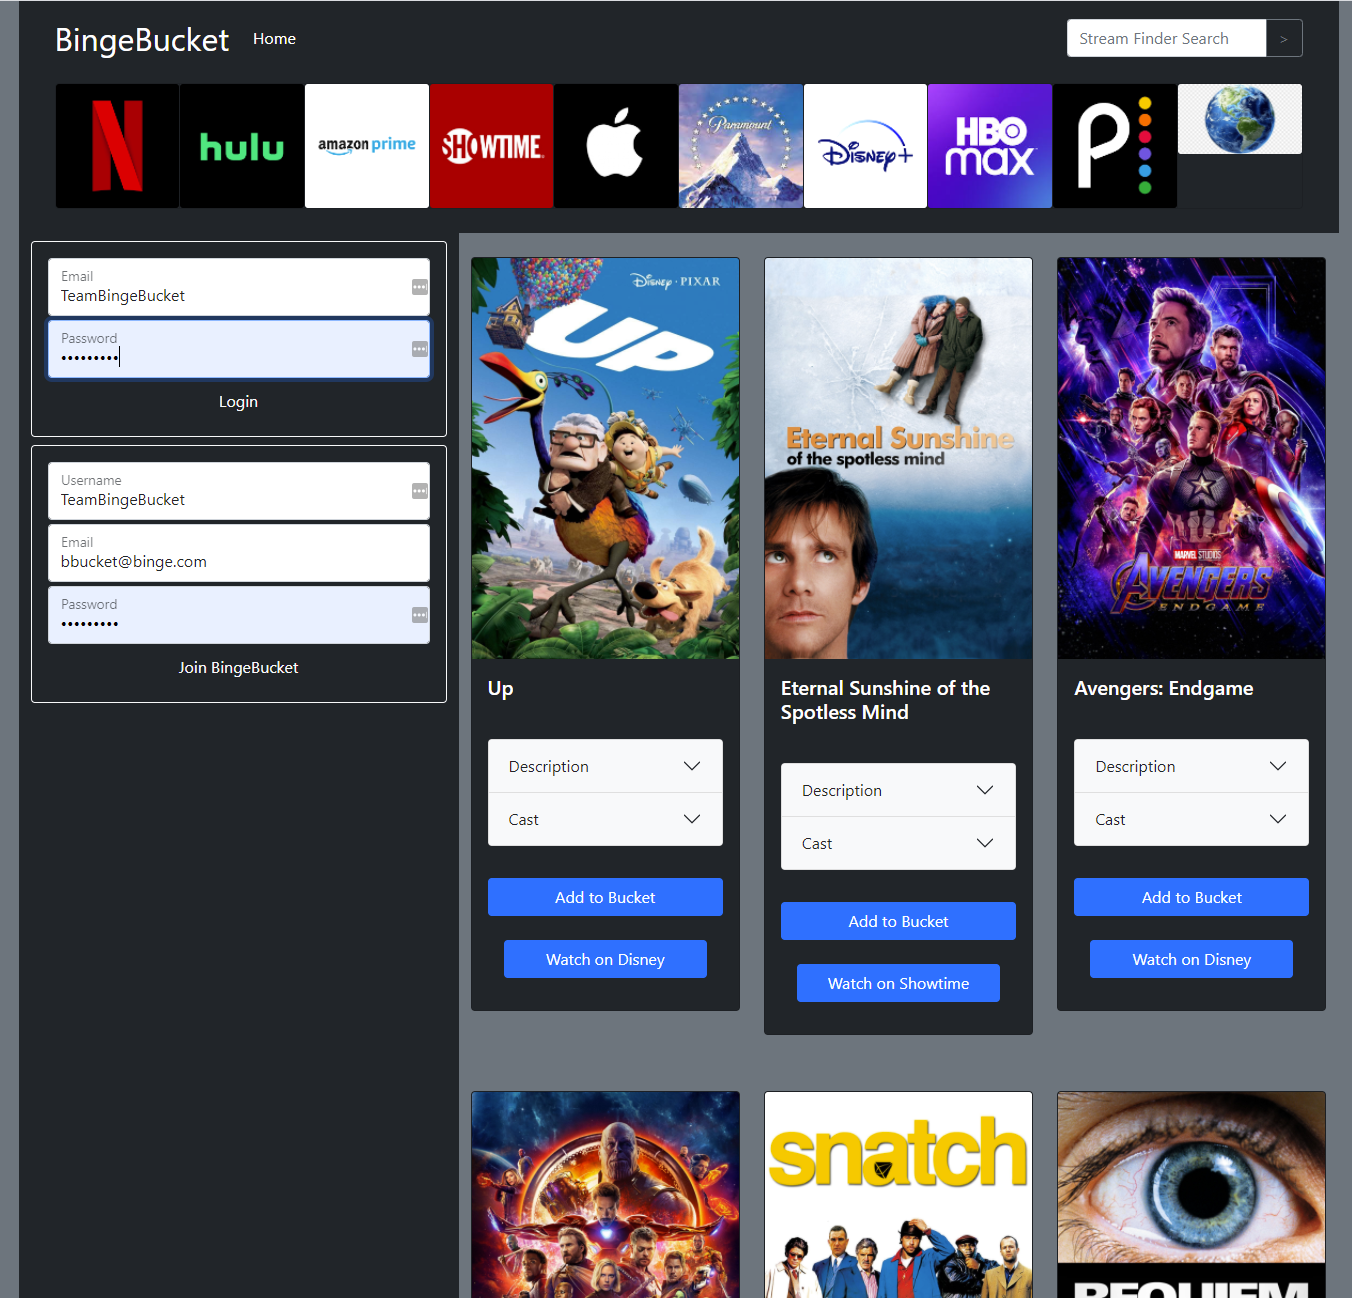 BingeBucket
Home
Stream Finder Search
>
N
hulu
amazon prime
SHOWTIME
Paramount
Disney+
HBO
max
P
Email
TeamBingeBucket
Password
•••••••••
Login
Username
TeamBingeBucket
Email
bbucket@binge.com
Password
•••••••••
Join BingeBucket
Disney · PIXAR
UP
Up
Description
Cast
Add to Bucket
Watch on Disney
Eternal Sunshine
of the spotless mind
Eternal Sunshine of the
Spotless Mind
Description
Cast
Add to Bucket
Watch on Showtime
MARVEL STUDIOS
AVENGERS
ENDGAME
Avengers: Endgame
Description
Cast
Add to Bucket
Watch on Disney
snatch
REQUIEM